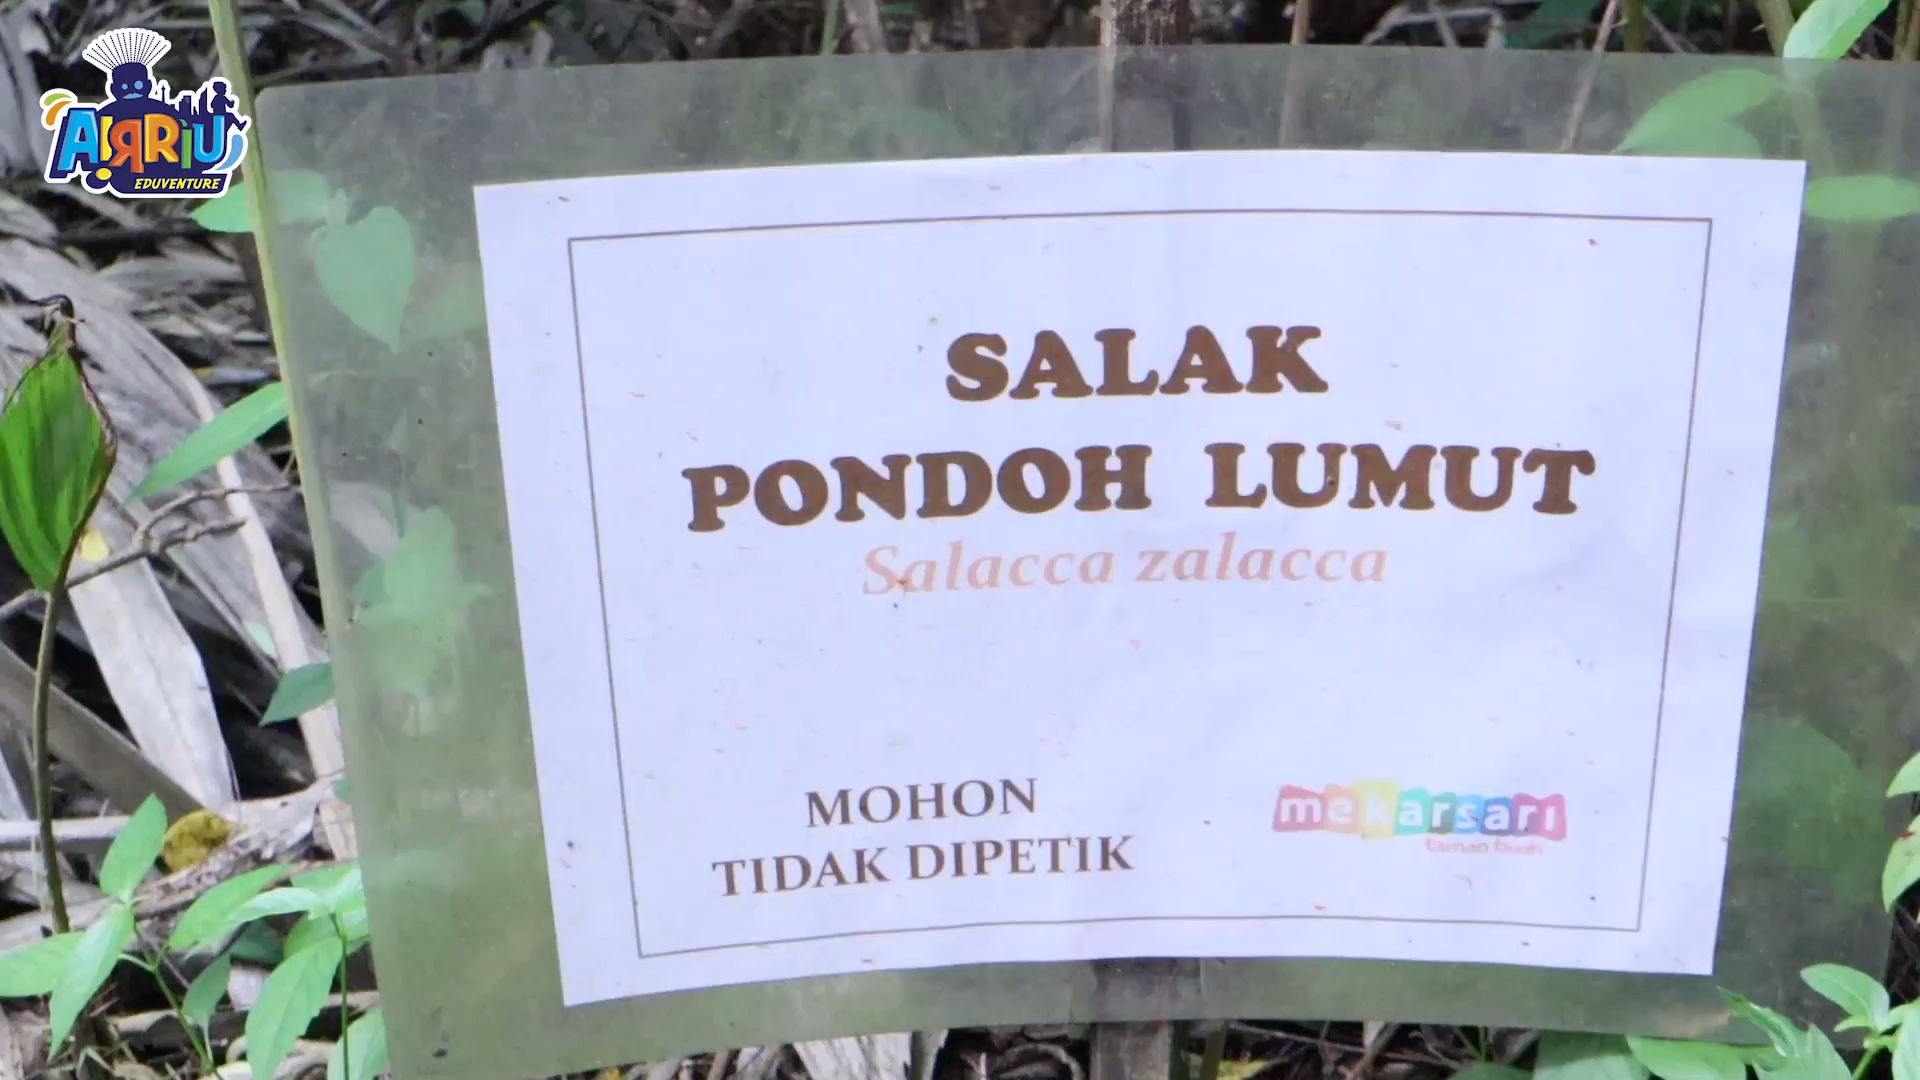 AIRRIU
EDUVENTURE
SALAK
PONDOH LUMUT
Salacca zalacca
MOHON
TIDAK DIPETIK
mekarsari
taman buah